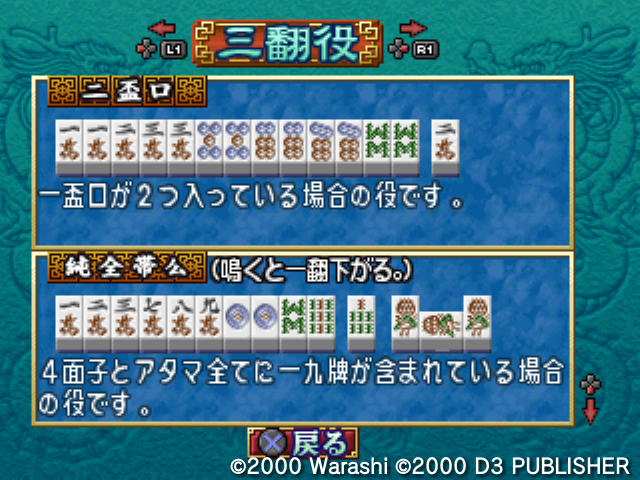 L1 三翻役 R1
二盃口
一盃口が２つ入っている場合の役です。
純全帯公(鳴くと一翻下がる。)
４面子とアタマ全てに一九牌が含まれている場合
の役です。
戻る
©2000 Warashi ©2000 D3 PUBLISHER